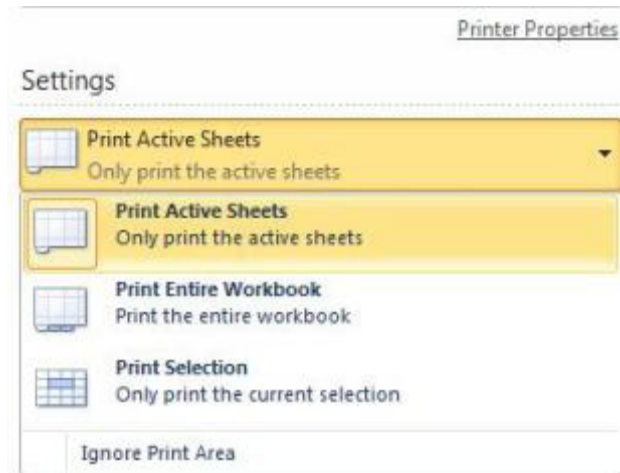 Printer Properties
Settings
Print Active Sheets
Only print the active sheets
Print Active Sheets
Only print the active sheets
Print Entire Workbook
Print the entire workbook
Print Selection
Only print the current selection
Ignore Print Area